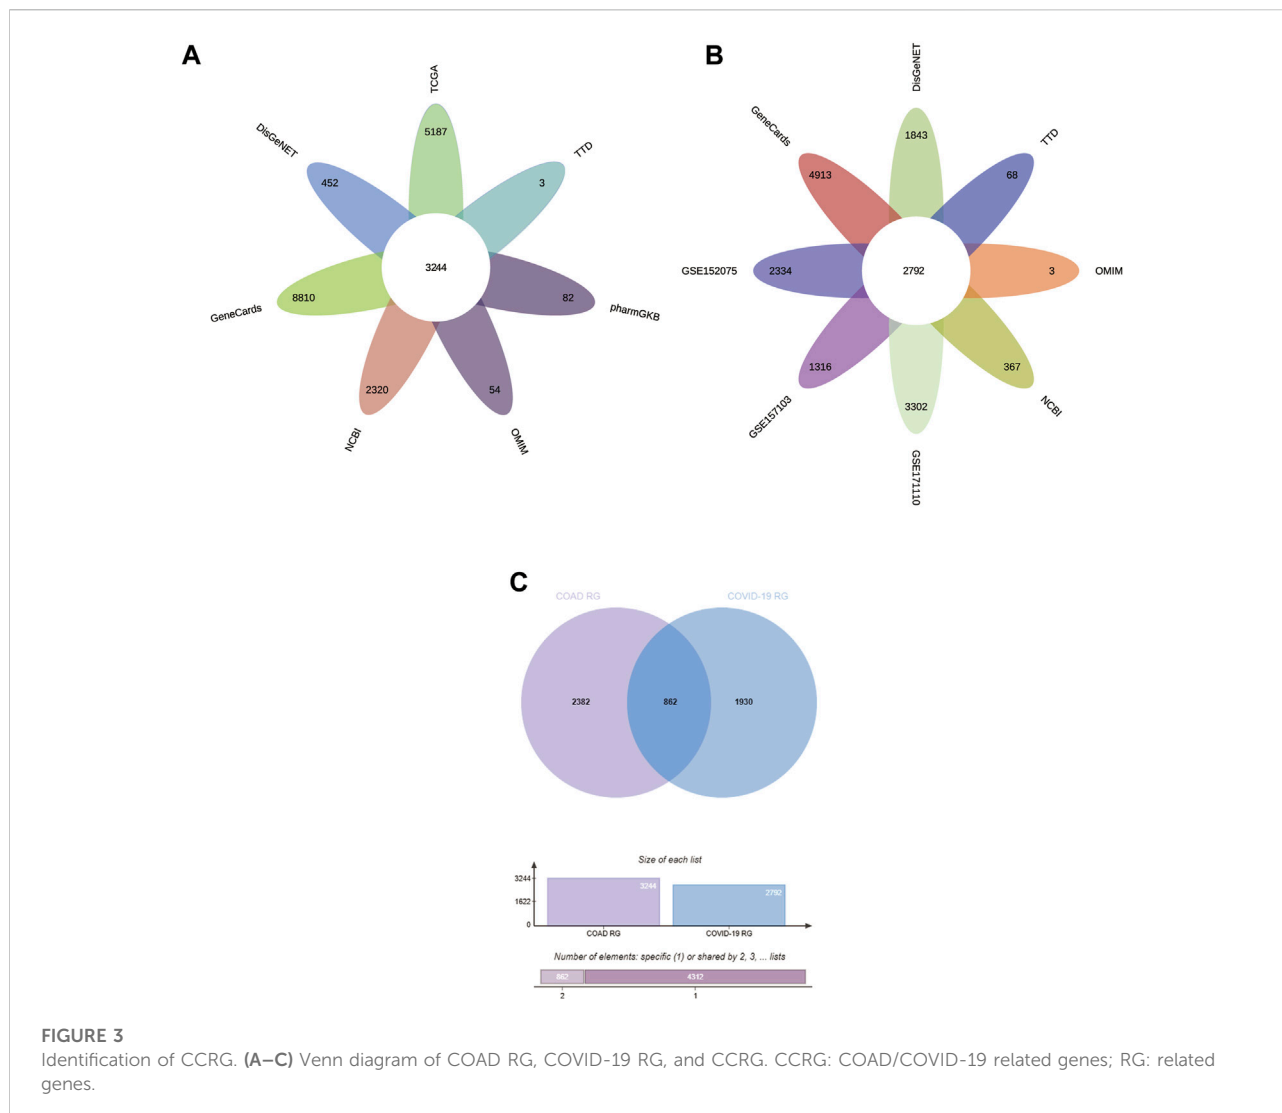 A
TCGA
5187
DisGeNET
452
TTD
3
3244
GeneCards
8810
pharmGKB
82
NCBI
2320
OMIM
54
B
DisGeNET
1843
GeneCards
4913
TTD
68
GSE152075
2334
2792
3
OMIM
GSE157103
1316
367
NCBI
3302
GSE171110
C
COAD RG
COVID-19 RG
2382
862
1930
Size of each list
3244
1622
0
3244
2792
COAD RG
COVID-19 RG
Number of elements: specific (1) or shared by 2, 3, ... lists
862
4312
2
1
FIGURE 3
Identification of CCRG. (A–C) Venn diagram of COAD RG, COVID-19 RG, and CCRG. CCRG: COAD/COVID-19 related genes; RG: related
genes.